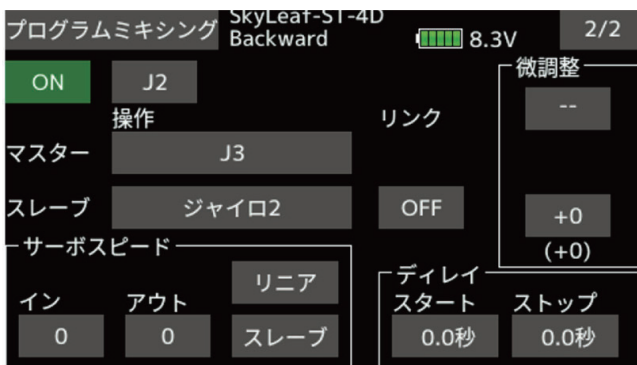 プログラムミキシング SkyLeaf-ST-4D 2/2
Backward 8.3V
ON J2 微調整
操作 リンク --
マスター J3
スレーブ ジャイロ2 OFF +0
サーボスピード (+0)
リニア ディレイ
イン アウト スタート ストップ
0 0 スレーブ 0.0秒 0.0秒